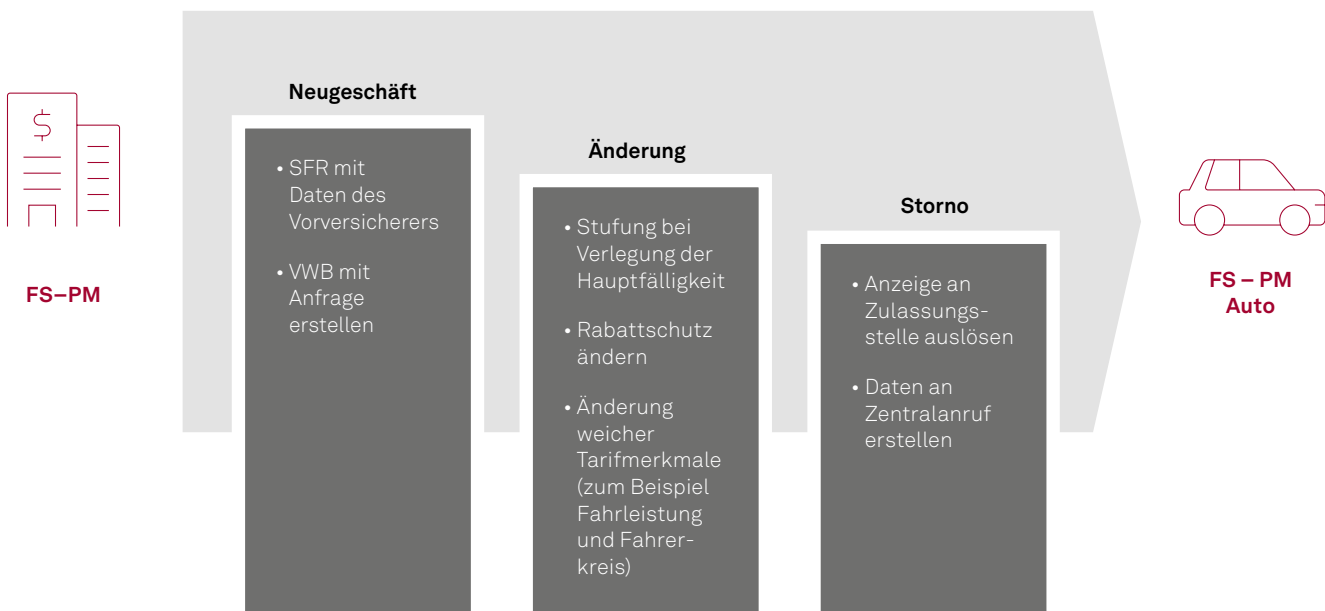 $
FS–PM
Neugeschäft
• SFR mit
Daten des
Vorversicherers
• VWB mit
Anfrage
erstellen
Änderung
• Stufung bei
Verlegung der
Hauptfälligkeit
• Rabattschutz
ändern
• Änderung
weicher
Tarifmerkmale
(zum Beispiel
Fahrleistung
und Fahrer-
kreis)
Storno
• Anzeige an
Zulassungs-
stelle auslösen
• Daten an
Zentralanruf
erstellen
FS – PM
Auto